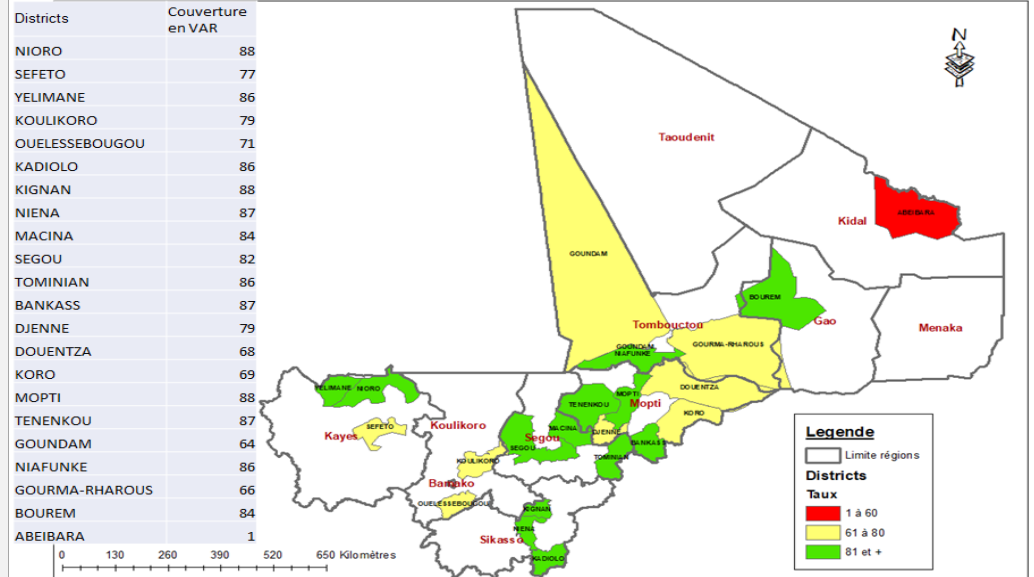 Districts Couverture en VAR
NIORO 88
SEFETO 77
YELIMANE 86
KOULIKORO 79
OUELESSEBOUGOU 71
KADIOLO 86
KIGNAN 88
NIENA 87
MACINA 84
SEGOU 82
TOMINIAN 86
BANKASS 87
DJENNE 79
DOUENTZA 68
KORO 69
MOPTI 88
TENENKOU 87
GOUNDAM 64
NIAFUNKE 86
GOURMA-RHAROUS 66
BOUREM 84
ABEIBARA 1
0 130 260 390 520 650 Kilomètres
N
Taoudenit
ABEIBARA
Kidal
GOUNDAM
BOUREM
Gao
Tombouctou
Menaka
GOURMA-RHAROUS
GOUNDAM
NIAFUNKE
DOUENTZA
YELIMANE
NIORO
MOPTI
Mopti
TENENKOU
KORO
SEFETO
Kayes
Koulikoro
MACINA
DJENNE
Segou
SEGOU
BANKASS
TOMINIAN
KOULIKORO
Bamako
OUELESSEBOUGOU
KIGNAN
NIENA
Sikasso
KADIOLO
Legende
Limite régions
Districts
Taux
1 à 60
61 à 80
81 et +